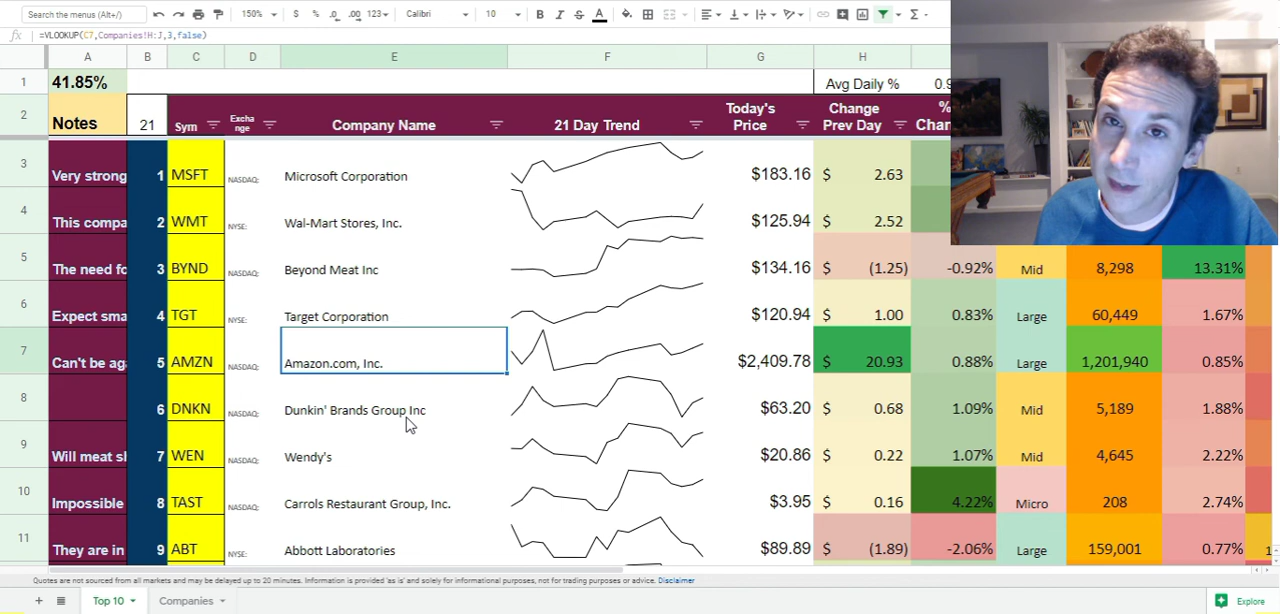 Search the menus (Alt+/)
150% $ % .0 .00 123 Calibri 10 B I S A
fx =VLOOKUP(C7,Companies!H:J,3,false)
A B C D E F G H
1 41.85% Avg Daily %
2 Notes 21 Sym Excha nge Company Name 21 Day Trend Today's Price Change Prev Day % Chan
3 Very strong 1 MSFT NASDAQ: Microsoft Corporation $183.16 $ 2.63
4 This compa 2 WMT NYSE: Wal-Mart Stores, Inc. $125.94 $ 2.52
5 The need fo 3 BYND NASDAQ: Beyond Meat Inc $134.16 $ (1.25) -0.92% Mid 8,298 13.31%
6 Expect sma 4 TGT NYSE: Target Corporation $120.94 $ 1.00 0.83% Large 60,449 1.67%
7 Can't be ag 5 AMZN NASDAQ: Amazon.com, Inc. $2,409.78 $ 20.93 0.88% Large 1,201,940 0.85%
8 6 DNKN NASDAQ: Dunkin' Brands Group Inc $63.20 $ 0.68 1.09% Mid 5,189 1.88%
9 Will meat sh 7 WEN NASDAQ: Wendy's $20.86 $ 0.22 1.07% Mid 4,645 2.22%
10 Impossible 8 TAST NASDAQ: Carrols Restaurant Group, Inc. $3.95 $ 0.16 4.22% Micro 208 2.74%
11 They are in 9 ABT NYSE: Abbott Laboratories $89.89 $ (1.89) -2.06% Large 159,001 0.77% 1
Quotes are not sourced from all markets and may be delayed up to 20 minutes. Information is provided 'as is' and solely for informational purposes, not for trading purposes or advice. Disclaimer
Top 10 Companies Explore